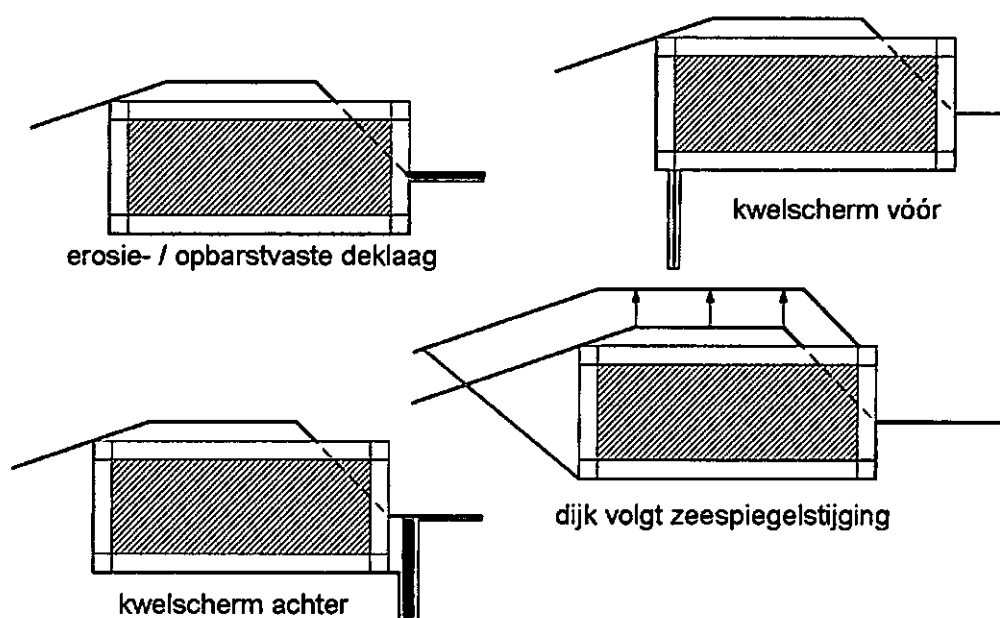 erosie- / opbarstvaste deklaag
kwelscherm vóór
kwelscherm achter
dijk volgt zeespiegelstijging